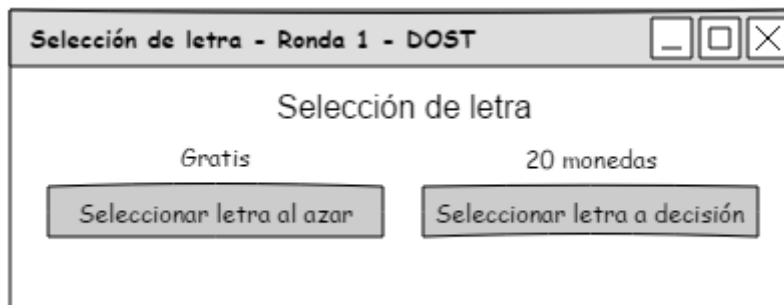 Selección de letra - Ronda 1 - DOST
Selección de letra
Gratis
20 monedas
Seleccionar letra al azar
Seleccionar letra a decisión